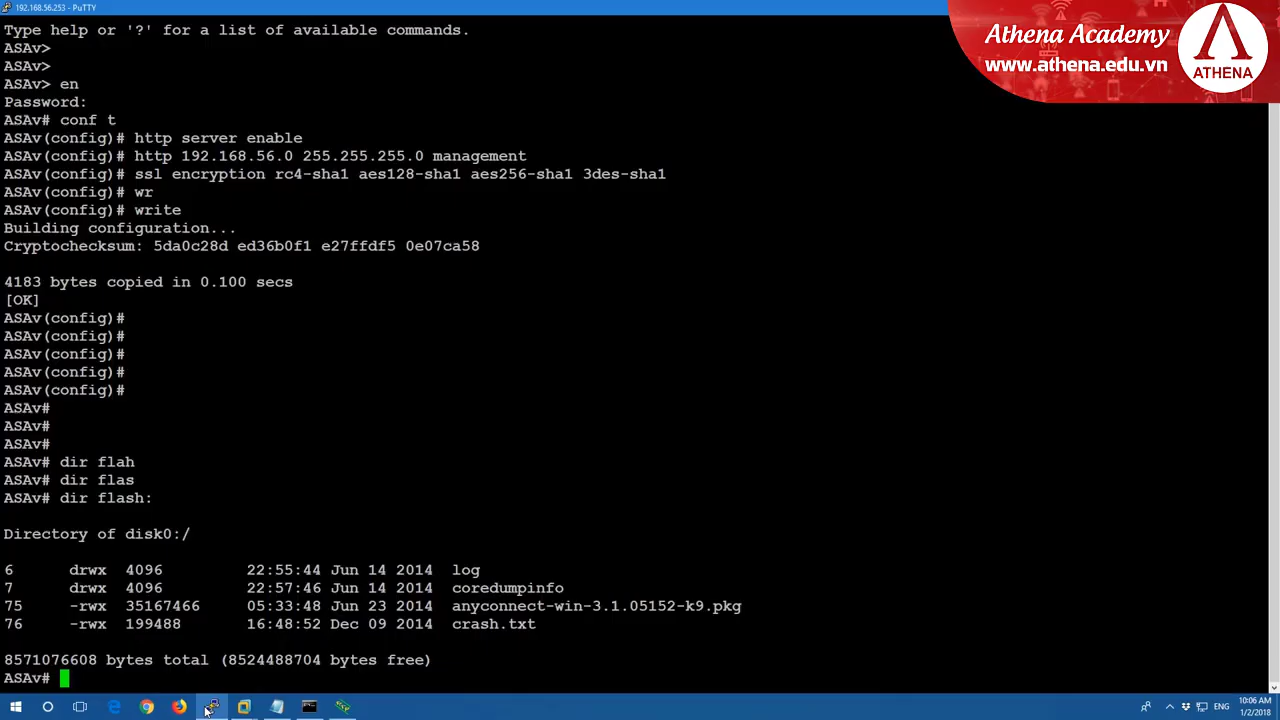 192.168.56.253 - PuTTY
Athena Academy
www.athena.edu.vn
ATHENA
Type help or '?' for a list of available commands.
ASAv>
ASAv>
ASAv> en
Password:
ASAv# conf t
ASAv(config)# http server enable
ASAv(config)# http 192.168.56.0 255.255.255.0 management
ASAv(config)# ssl encryption rc4-sha1 aes128-sha1 aes256-sha1 3des-sha1
ASAv(config)# wr
ASAv(config)# write
Building configuration...
Cryptochecksum: 5da0c28d ed36b0f1 e27ffdf5 0e07ca58
4183 bytes copied in 0.100 secs
[OK]
ASAv(config)#
ASAv(config)#
ASAv(config)#
ASAv(config)#
ASAv(config)#
ASAv#
ASAv#
ASAv#
ASAv# dir flah
ASAv# dir flas
ASAv# dir flash:
Directory of disk0:/
6 drwx 4096 22:55:44 Jun 14 2014 log
7 drwx 4096 22:57:46 Jun 14 2014 coredumpinfo
75 -rwx 35167466 05:33:48 Jun 23 2014 anyconnect-win-3.1.05152-k9.pkg
76 -rwx 199488 16:48:52 Dec 09 2014 crash.txt
8571076608 bytes total (8524488704 bytes free)
ASAv#
ENG
10:06 AM
1/2/2018